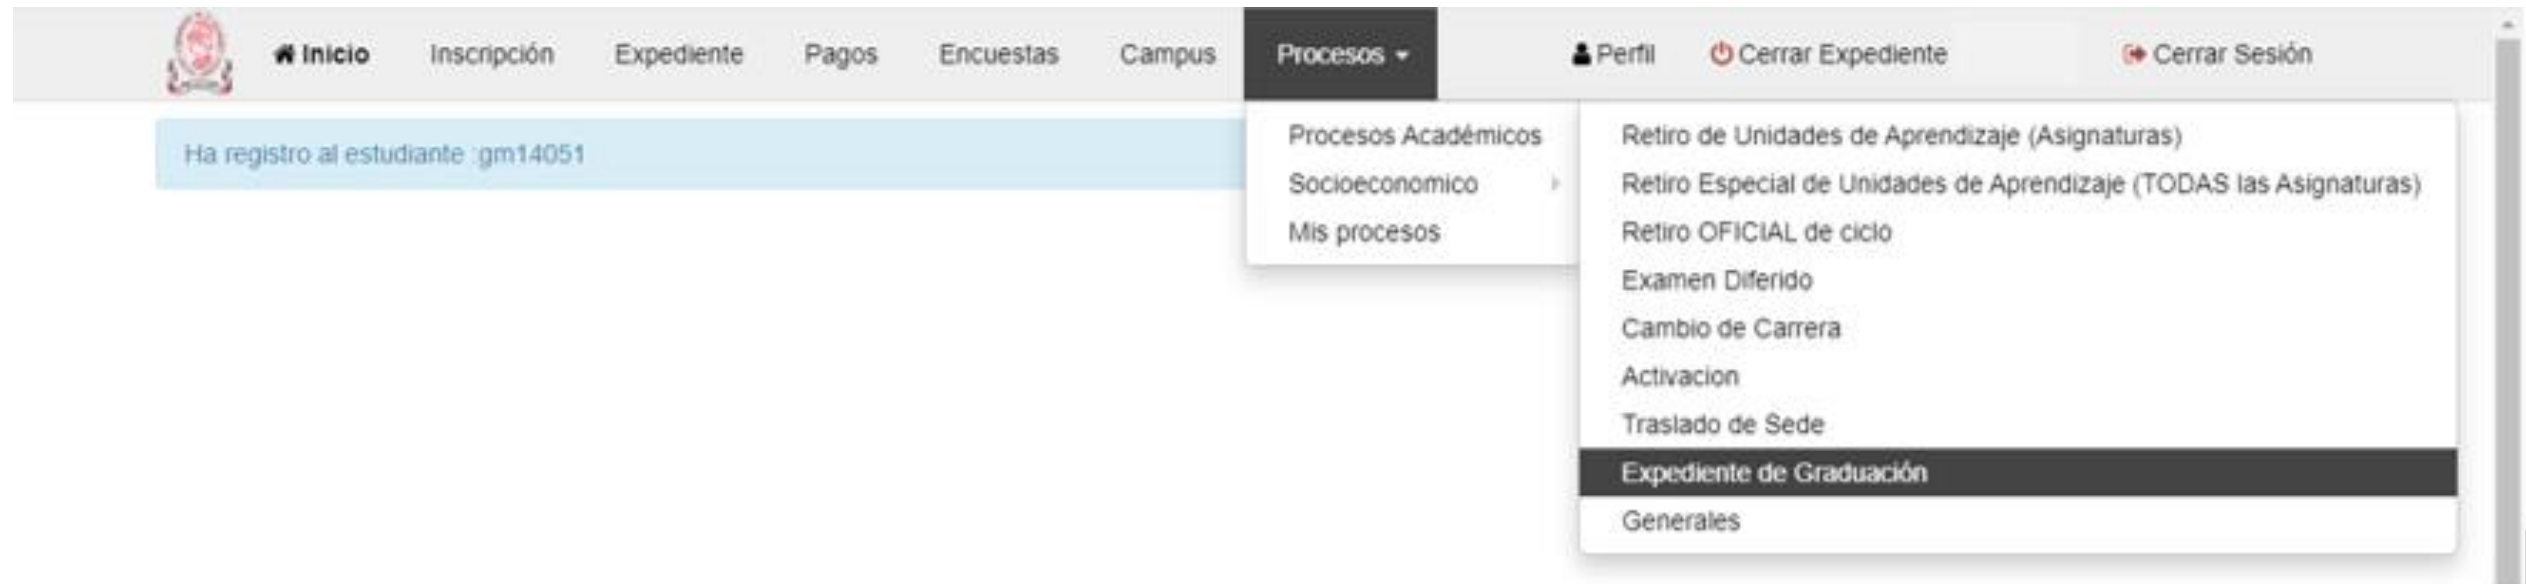 Inicio Inscripción Expediente Pagos Encuestas Campus Procesos Perfil Cerrar Expediente Cerrar Sesión
Ha registro al estudiante :gm14051
Procesos Académicos
Socioeconomico
Mis procesos
Retiro de Unidades de Aprendizaje (Asignaturas)
Retiro Especial de Unidades de Aprendizaje (TODAS las Asignaturas)
Retiro OFICIAL de ciclo
Examen Diferido
Cambio de Carrera
Activacion
Traslado de Sede
Expediente de Graduación
Generales